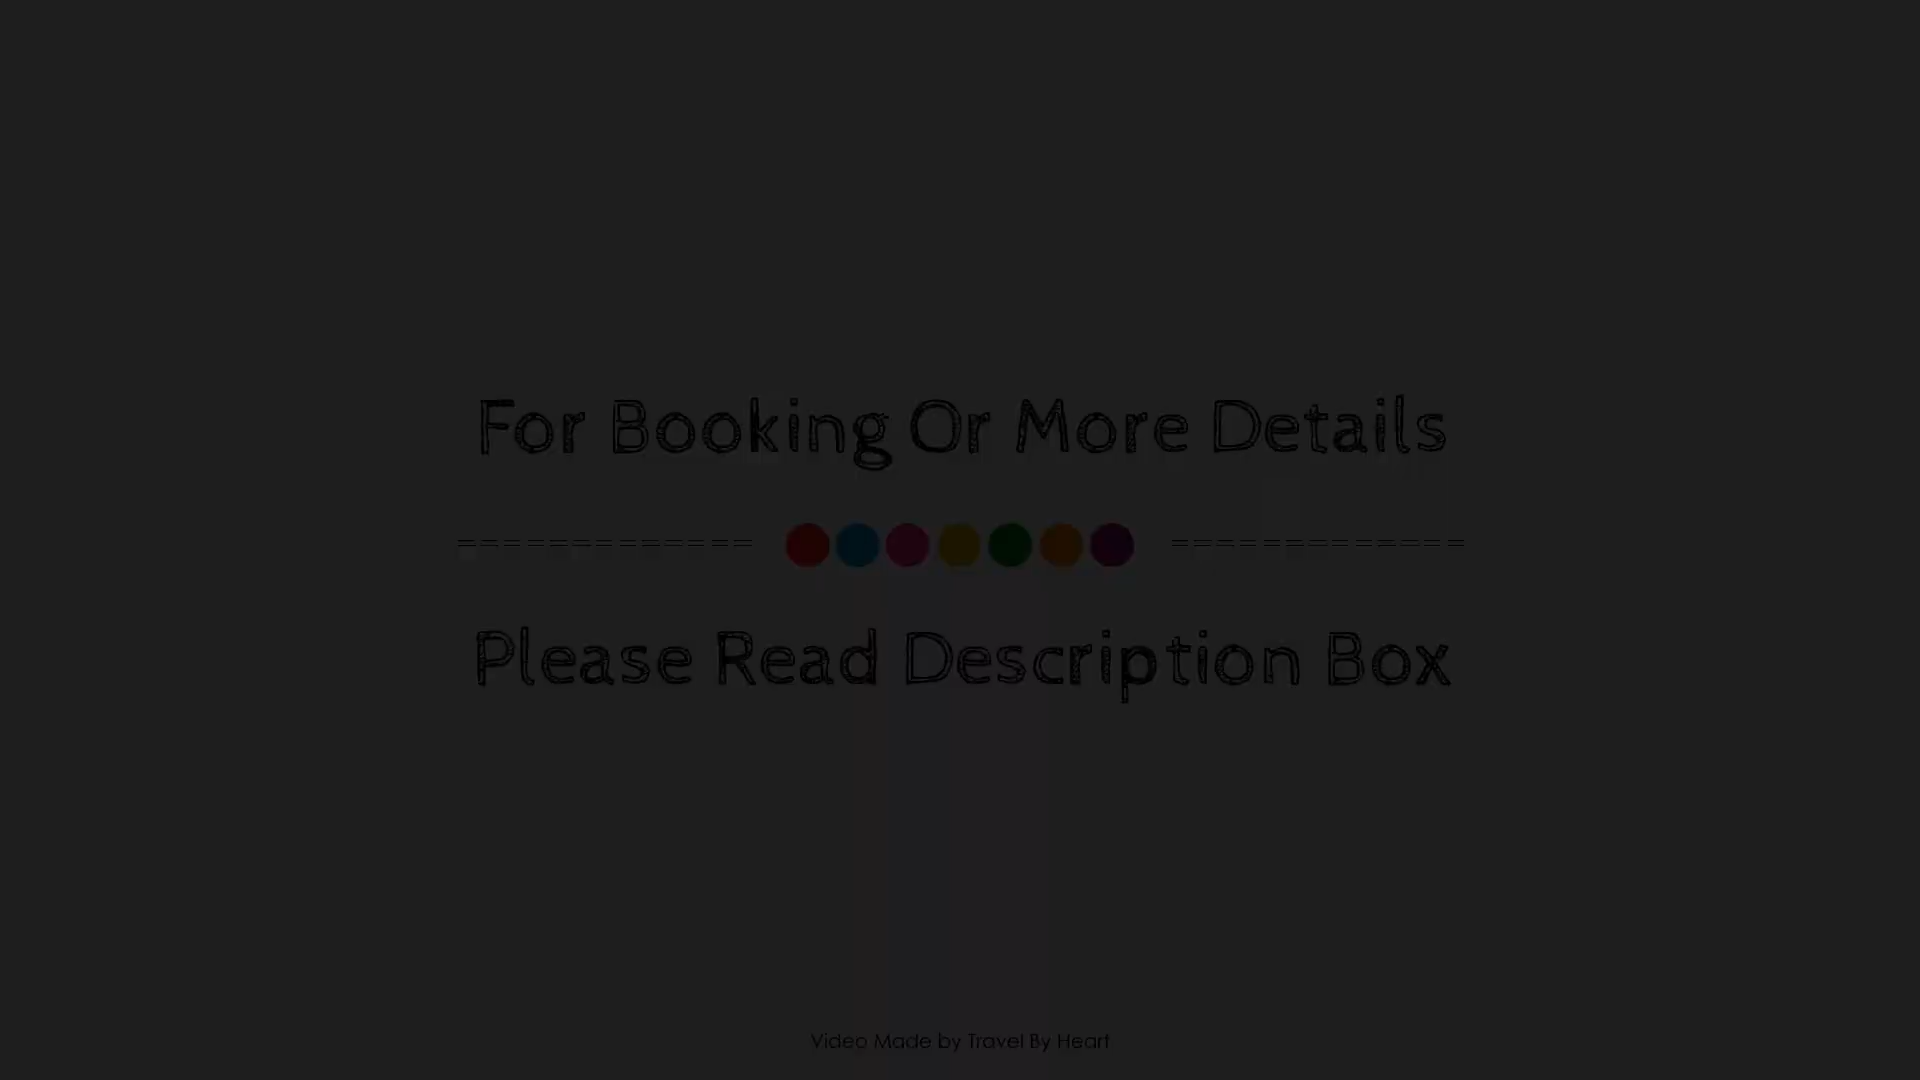 For Booking Or More Details
============= =============
Please Read Description Box
Video Made by Travel By Heart